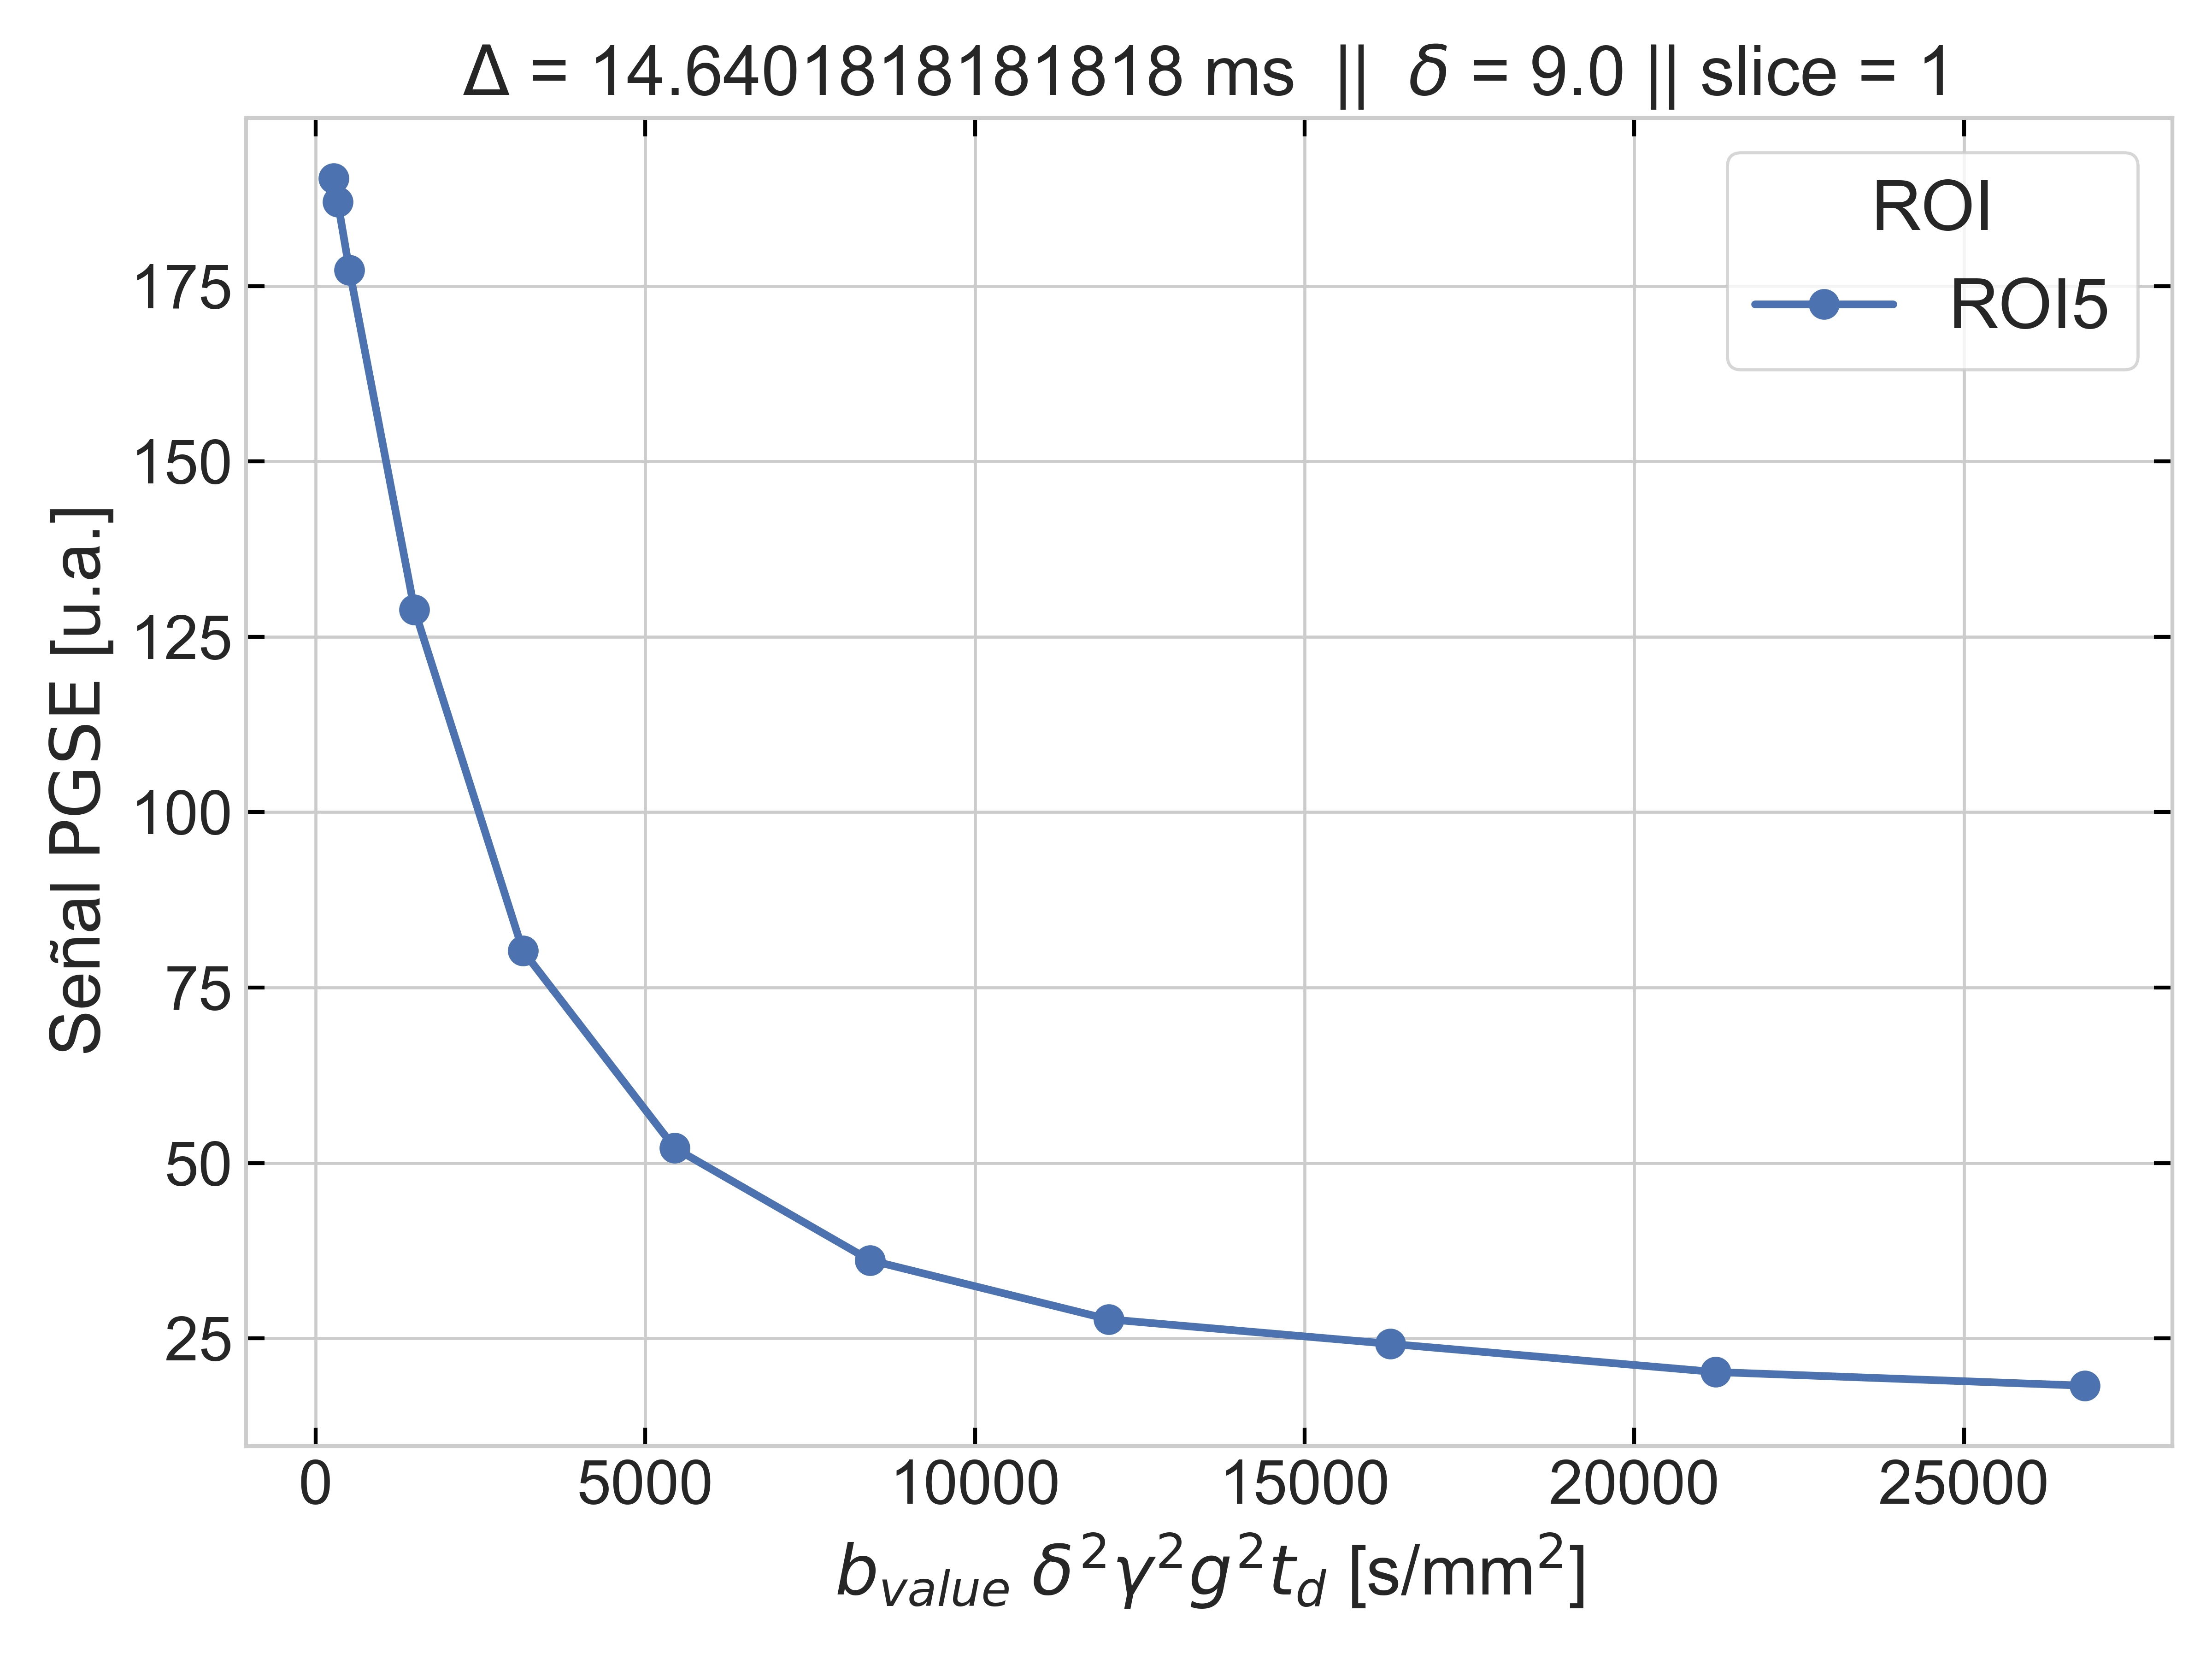 Δ = 14.640181818181818 ms || δ = 9.0 || slice = 1
ROI
ROI5
Señal PGSE [u.a.]
175
150
125
100
75
50
25
0 5000 10000 15000 20000 25000
b_value δ²γ²g²t_d [s/mm²]